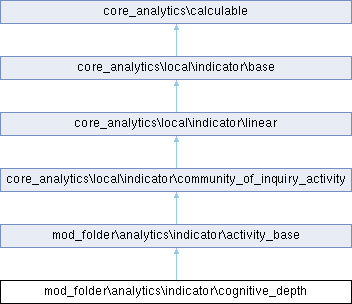 core_analytics\calculable
core_analytics\local\indicator\base
core_analytics\local\indicator\linear
core_analytics\local\indicator\community_of_inquiry_activity
mod_folder\analytics\indicator\activity_base
mod_folder\analytics\indicator\cognitive_depth